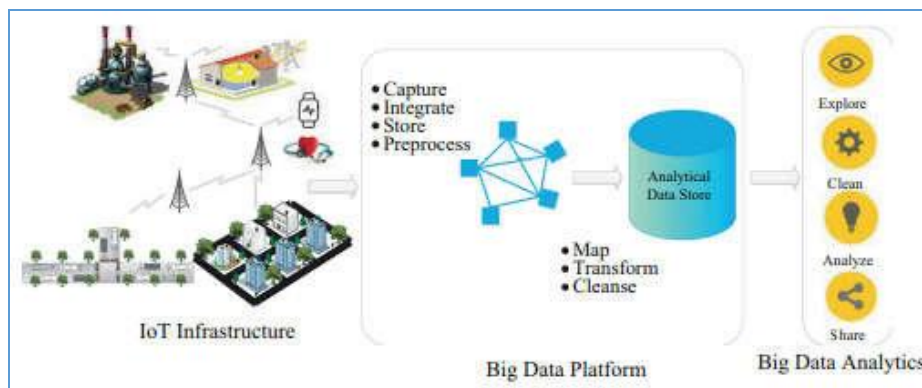 • Capture
• Integrate
• Store
• Preprocess
Analytical
Data Store
• Map
• Transform
• Cleanse
Explore
Clean
Analyze
Share
IoT Infrastructure
Big Data Platform
Big Data Analytics